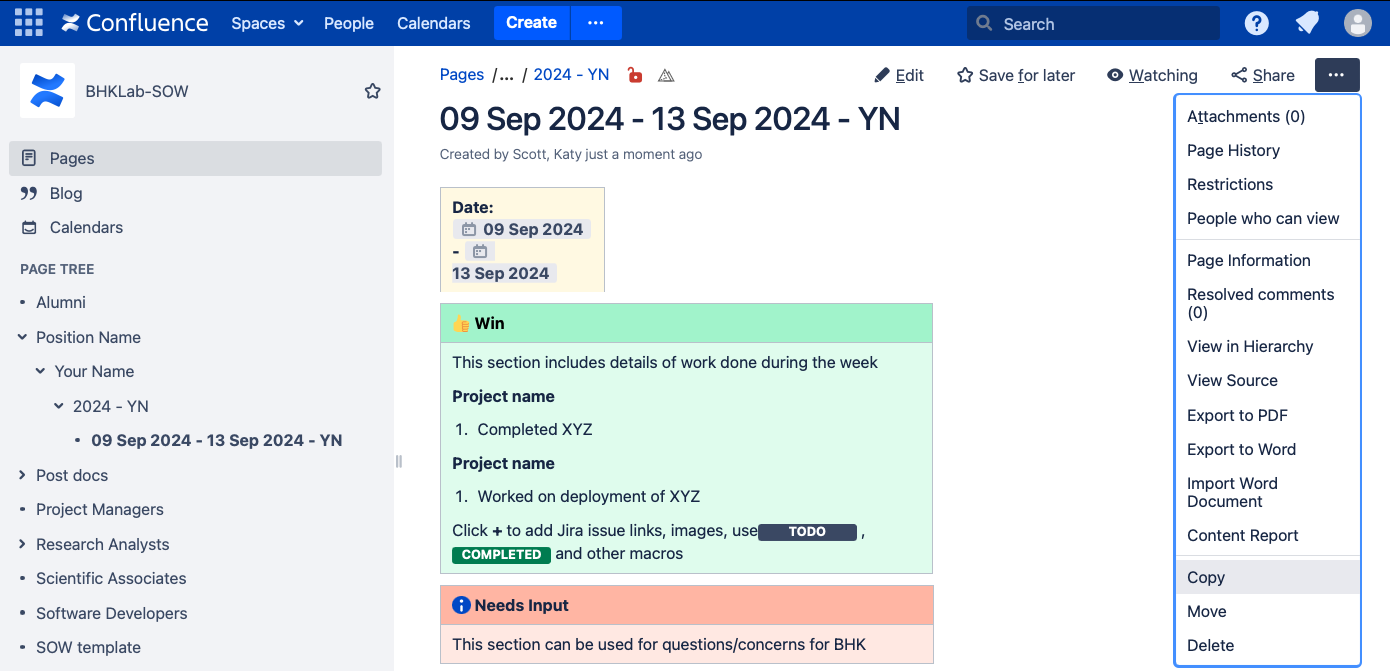 Confluence Spaces People Calendars Create ... Search
BHKLab-SOW
Pages
Blog
Calendars
PAGE TREE
Alumni
Position Name
Your Name
2024 - YN
09 Sep 2024 - 13 Sep 2024 - YN
Post docs
Project Managers
Research Analysts
Scientific Associates
Software Developers
SOW template
Pages /... / 2024 - YN
Edit Save for later Watching Share ...
09 Sep 2024 - 13 Sep 2024 - YN
Created by Scott, Katy just a moment ago
Date:
09 Sep 2024
-
13 Sep 2024
Win
This section includes details of work done during the week
Project name
1. Completed XYZ
Project name
1. Worked on deployment of XYZ
Click + to add Jira issue links, images, use TODO ,
COMPLETED and other macros
Needs Input
This section can be used for questions/concerns for BHK
Attachments (0)
Page History
Restrictions
People who can view
Page Information
Resolved comments
(0)
View in Hierarchy
View Source
Export to PDF
Export to Word
Import Word
Document
Content Report
Copy
Move
Delete